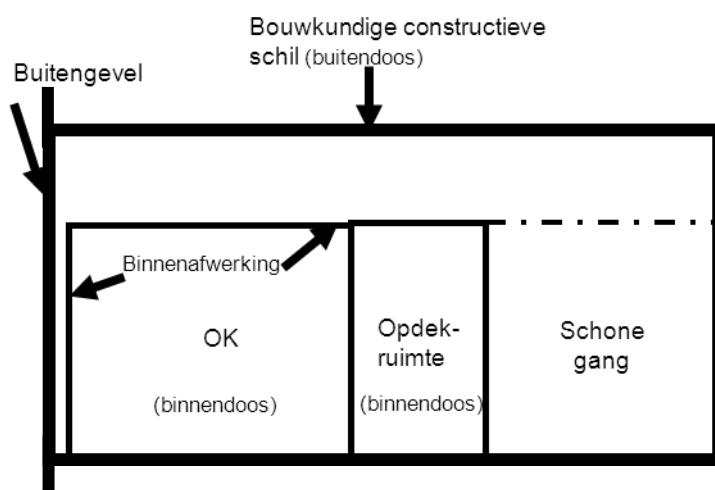 Bouwkundige constructieve
schil (buitendoos)
Buitengevel
Binnenafwerking
OK
(binnendoos)
Opdek-
ruimte
(binnendoos)
Schone
gang